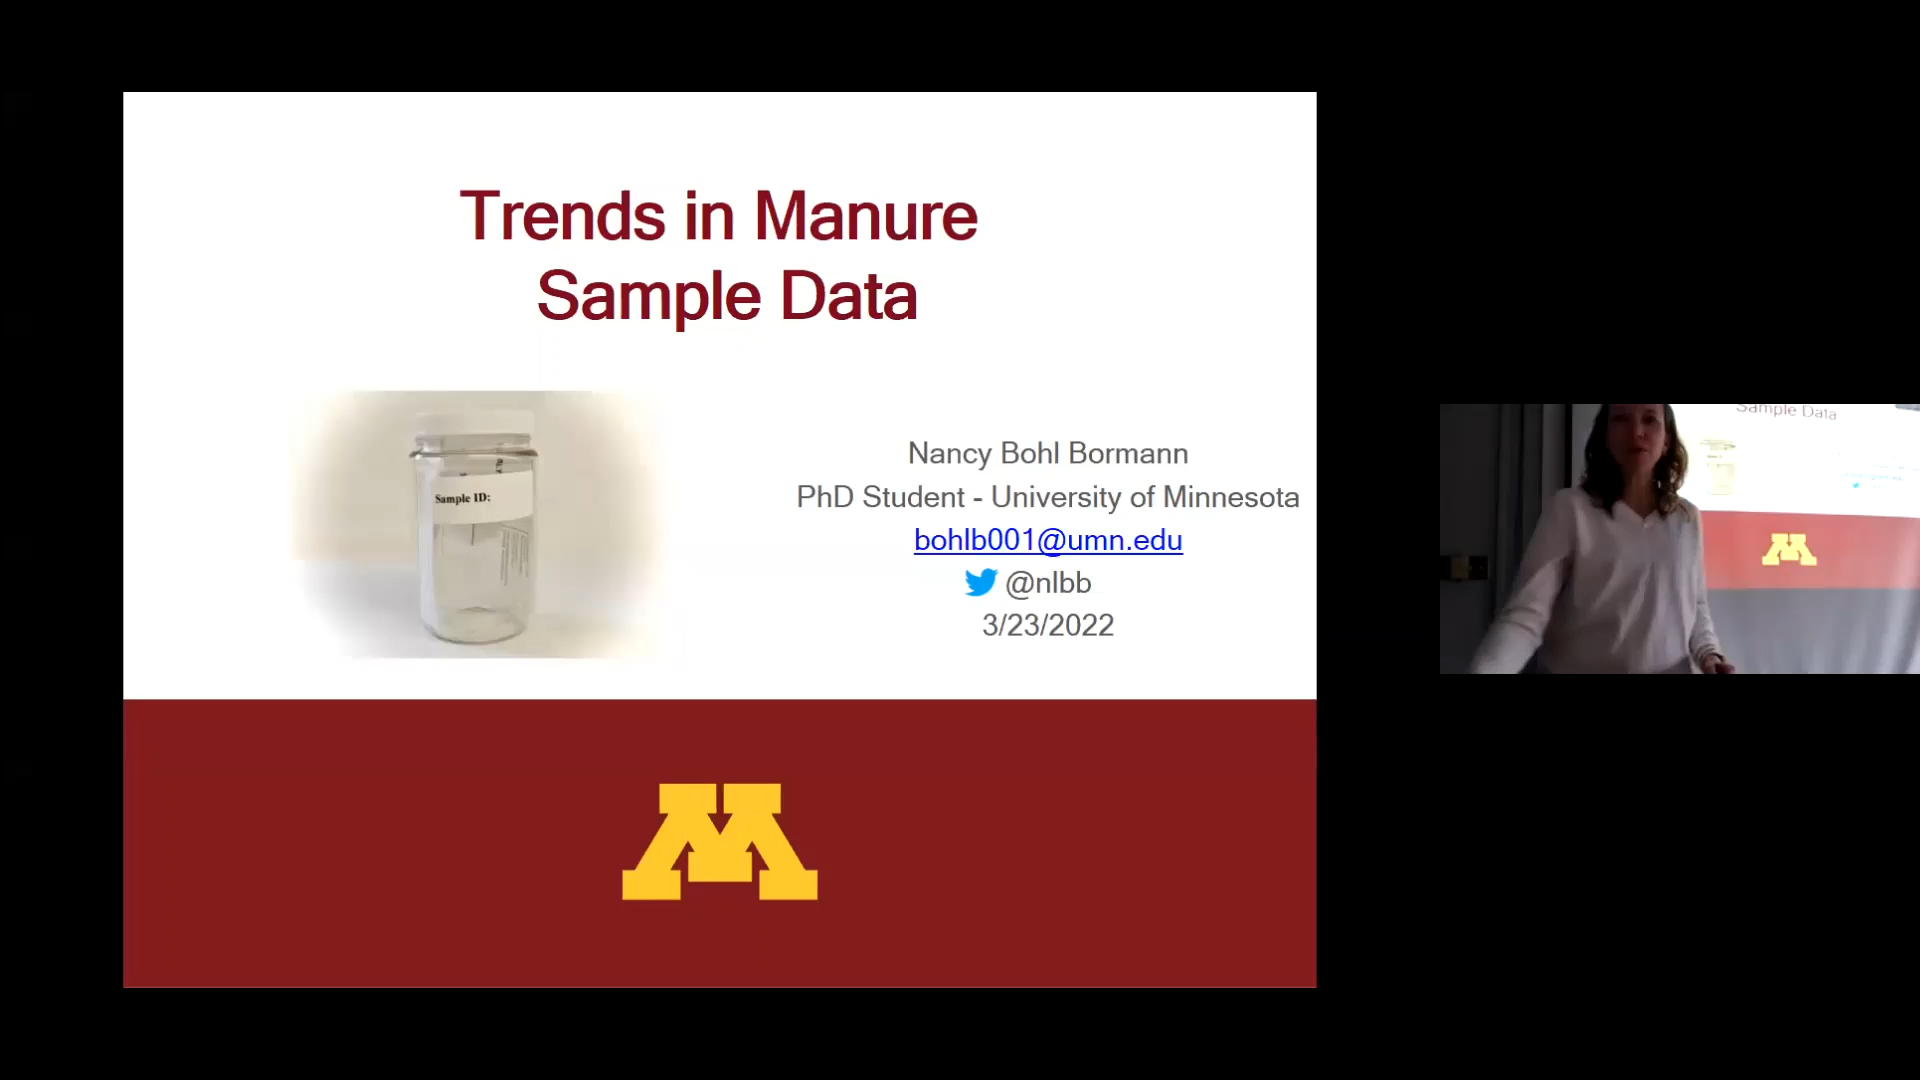 Trends in Manure
Sample Data
Sample ID:
Nancy Bohl Bormann
PhD Student - University of Minnesota
bohlb001@umn.edu
@nlbb
3/23/2022
M
Sample Data
M